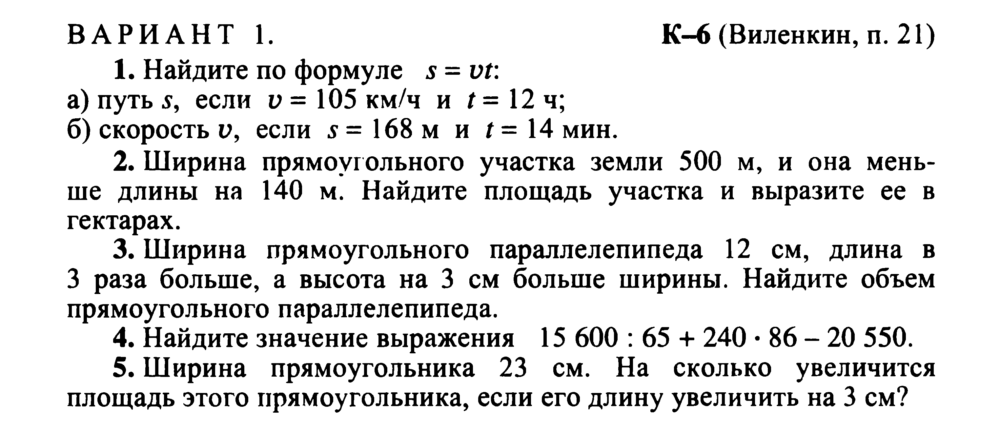 ВАРИАНТ 1. К–6 (Виленкин, п. 21)
1. Найдите по формуле s = vt:
а) путь s, если v = 105 км/ч и t = 12 ч;
б) скорость v, если s = 168 м и t = 14 мин.
2. Ширина прямоугольного участка земли 500 м, и она мень-
ше длины на 140 м. Найдите площадь участка и выразите ее в
гектарах.
3. Ширина прямоугольного параллелепипеда 12 см, длина в
3 раза больше, а высота на 3 см больше ширины. Найдите объем
прямоугольного параллелепипеда.
4. Найдите значение выражения 15 600 : 65 + 240 · 86 – 20 550.
5. Ширина прямоугольника 23 см. На сколько увеличится
площадь этого прямоугольника, если его длину увеличить на 3 см?